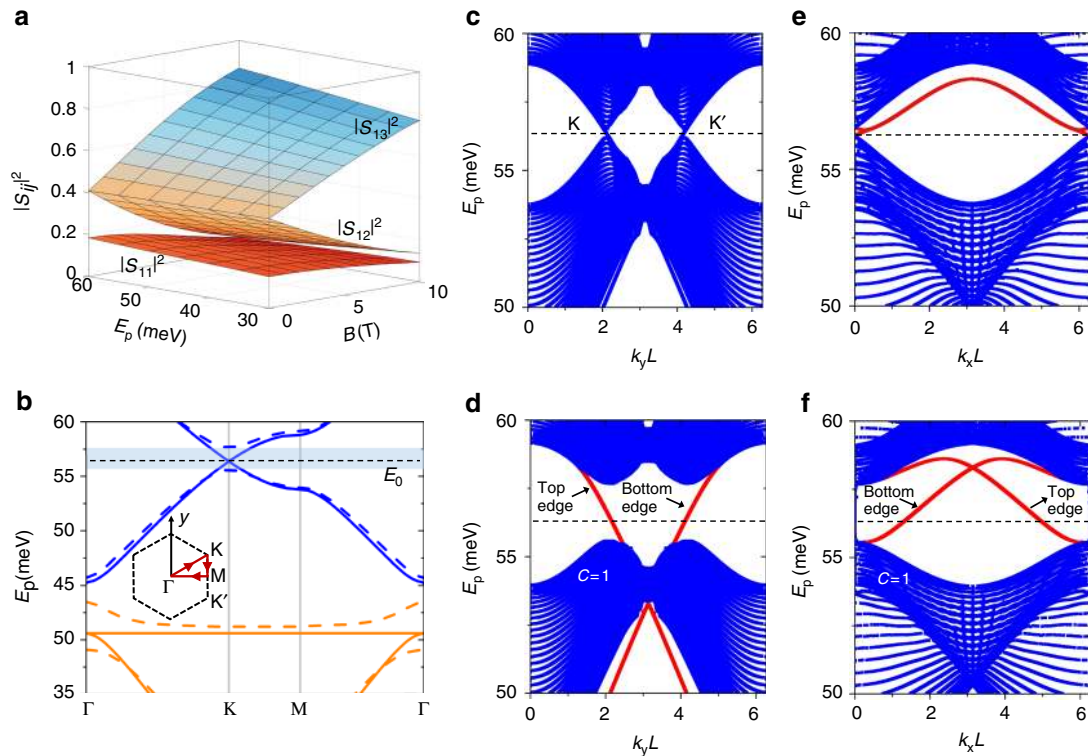 a
1
0.8
0.6
0.4
0.2
0
|Sij|²
|S13|²
|S12|²
|S11|²
60
50
40
30
Ep (meV)
0
5
10
B(T)
c
60
55
50
Ep (meV)
K
K′
0
2
4
6
kyL
e
60
55
50
Ep (meV)
0
2
4
6
kxL
b
60
55
50
45
50
35
Ep(meV)
E0
y
K
M
Γ
K′
Γ
K
M
Γ
d
60
55
50
Ep (meV)
Top
edge
Bottom
edge
C=1
0
2
4
6
kyL
f
60
55
50
Ep (meV)
Bottom
edge
Top
edge
C=1
0
2
4
6
kxL